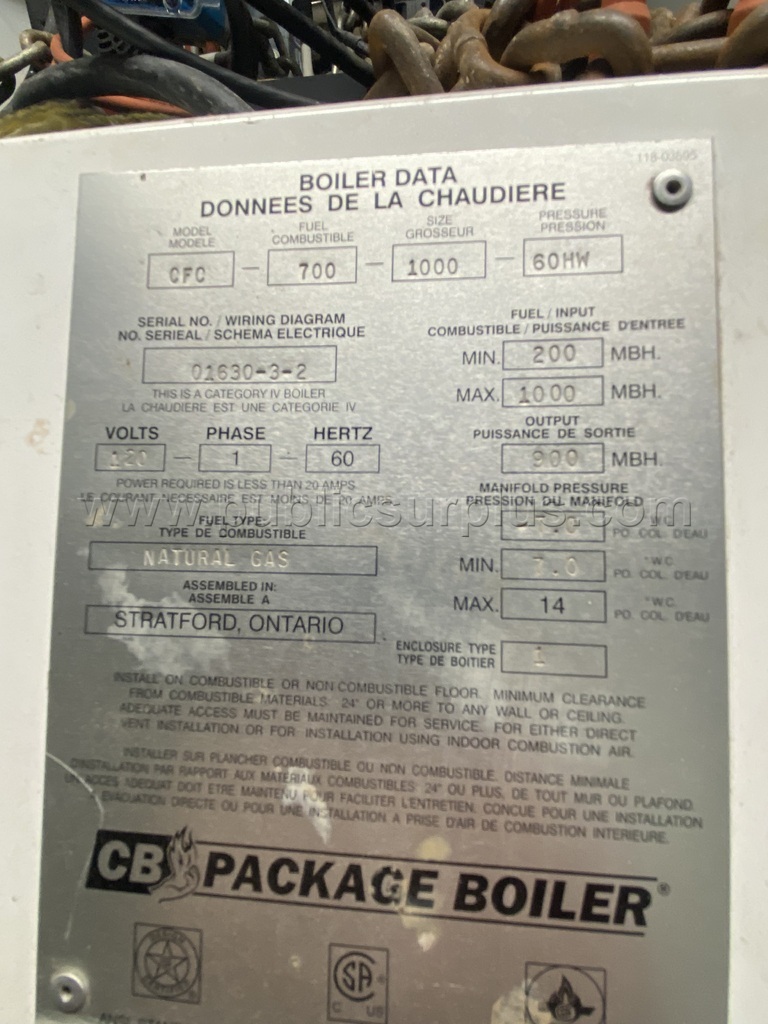 118-03695
BOILER DATA
DONNEES DE LA CHAUDIERE
MODEL
MODELE
FUEL
COMBUSTIBLE
SIZE
GROSSEUR
PRESSURE
PRESSION
CFC - 700 - 1000 - 60HW
SERIAL NO. / WIRING DIAGRAM
NO. SERIEAL / SCHEMA ELECTRIQUE
01630-3-2
THIS IS A CATEGORY IV BOILER
LA CHAUDIERE EST UNE CATEGORIE IV
VOLTS PHASE HERTZ
120 - 1 - 60
POWER REQUIRED IS LESS THAN 20 AMPS
LE COURANT NECESSAIRE EST MOINS DE 20 AMPS
FUEL TYPE:
TYPE DE COMBUSTIBLE
NATURAL GAS
ASSEMBLED IN:
ASSEMBLE A
STRATFORD, ONTARIO
FUEL / INPUT
COMBUSTIBLE / PUISSANCE D'ENTREE
MIN. 200 MBH.
MAX. 1000 MBH.
OUTPUT
PUISSANCE DE SORTIE
900 MBH.
MANIFOLD PRESSURE
PRESSION DU MANIFOLD
"W.C.
PO. COL. D'EAU
MIN. 7.0 "W.C.
PO. COL. D'EAU
MAX. 14 "W.C.
PO. COL. D'EAU
ENCLOSURE TYPE
TYPE DE BOITIER
1
www.publicsurplus.com
INSTALL ON COMBUSTIBLE OR NON COMBUSTIBLE FLOOR. MINIMUM CLEARANCE
FROM COMBUSTIBLE MATERIALS: 24" OR MORE TO ANY WALL OR CEILING.
ADEQUATE ACCESS MUST BE MAINTAINED FOR SERVICE. FOR EITHER DIRECT
VENT INSTALLATION OR FOR INSTALLATION USING INDOOR COMBUSTION AIR.
INSTALLER SUR PLANCHER COMBUSTIBLE OU NON COMBUSTIBLE. DISTANCE MINIMALE
D'INSTALLATION PAR RAPPORT AUX MATERIAUX COMBUSTIBLES: 24" OU PLUS, DE TOUT MUR OU PLAFOND.
UN ACCES ADEQUAT DOIT ETRE MAINTENU POUR FACILITER L'ENTRETIEN. CONCUE POUR UNE INSTALLATION
A EVACUATION DIRECTE OU POUR UNE INSTALLATION A PRISE D'AIR DE COMBUSTION INTERIEURE.
CB PACKAGE BOILER®
CSA
C US